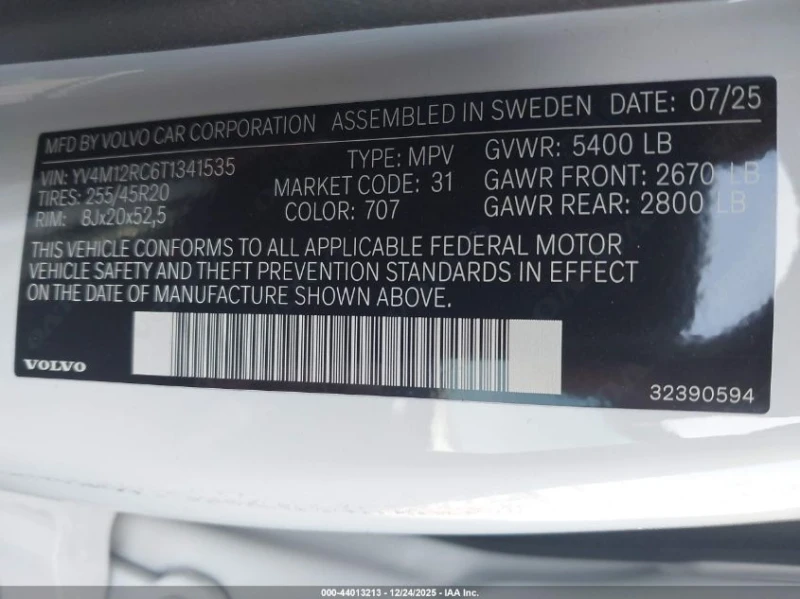 MFD BY VOLVO CAR CORPORATION ASSEMBLED IN SWEDEN DATE: 07/25
VIN: YV4M12RC6T1341535 TYPE: MPV GVWR: 5400 LB
TIRES: 255/45R20 MARKET CODE: 31 GAWR FRONT: 2670 LB
RIM: 8Jx20x52,5 COLOR: 707 GAWR REAR: 2800 LB
THIS VEHICLE CONFORMS TO ALL APPLICABLE FEDERAL MOTOR
VEHICLE SAFETY AND THEFT PREVENTION STANDARDS IN EFFECT
ON THE DATE OF MANUFACTURE SHOWN ABOVE.
VOLVO
32390594
000-44013213 - 12/24/2025 - IAA Inc.